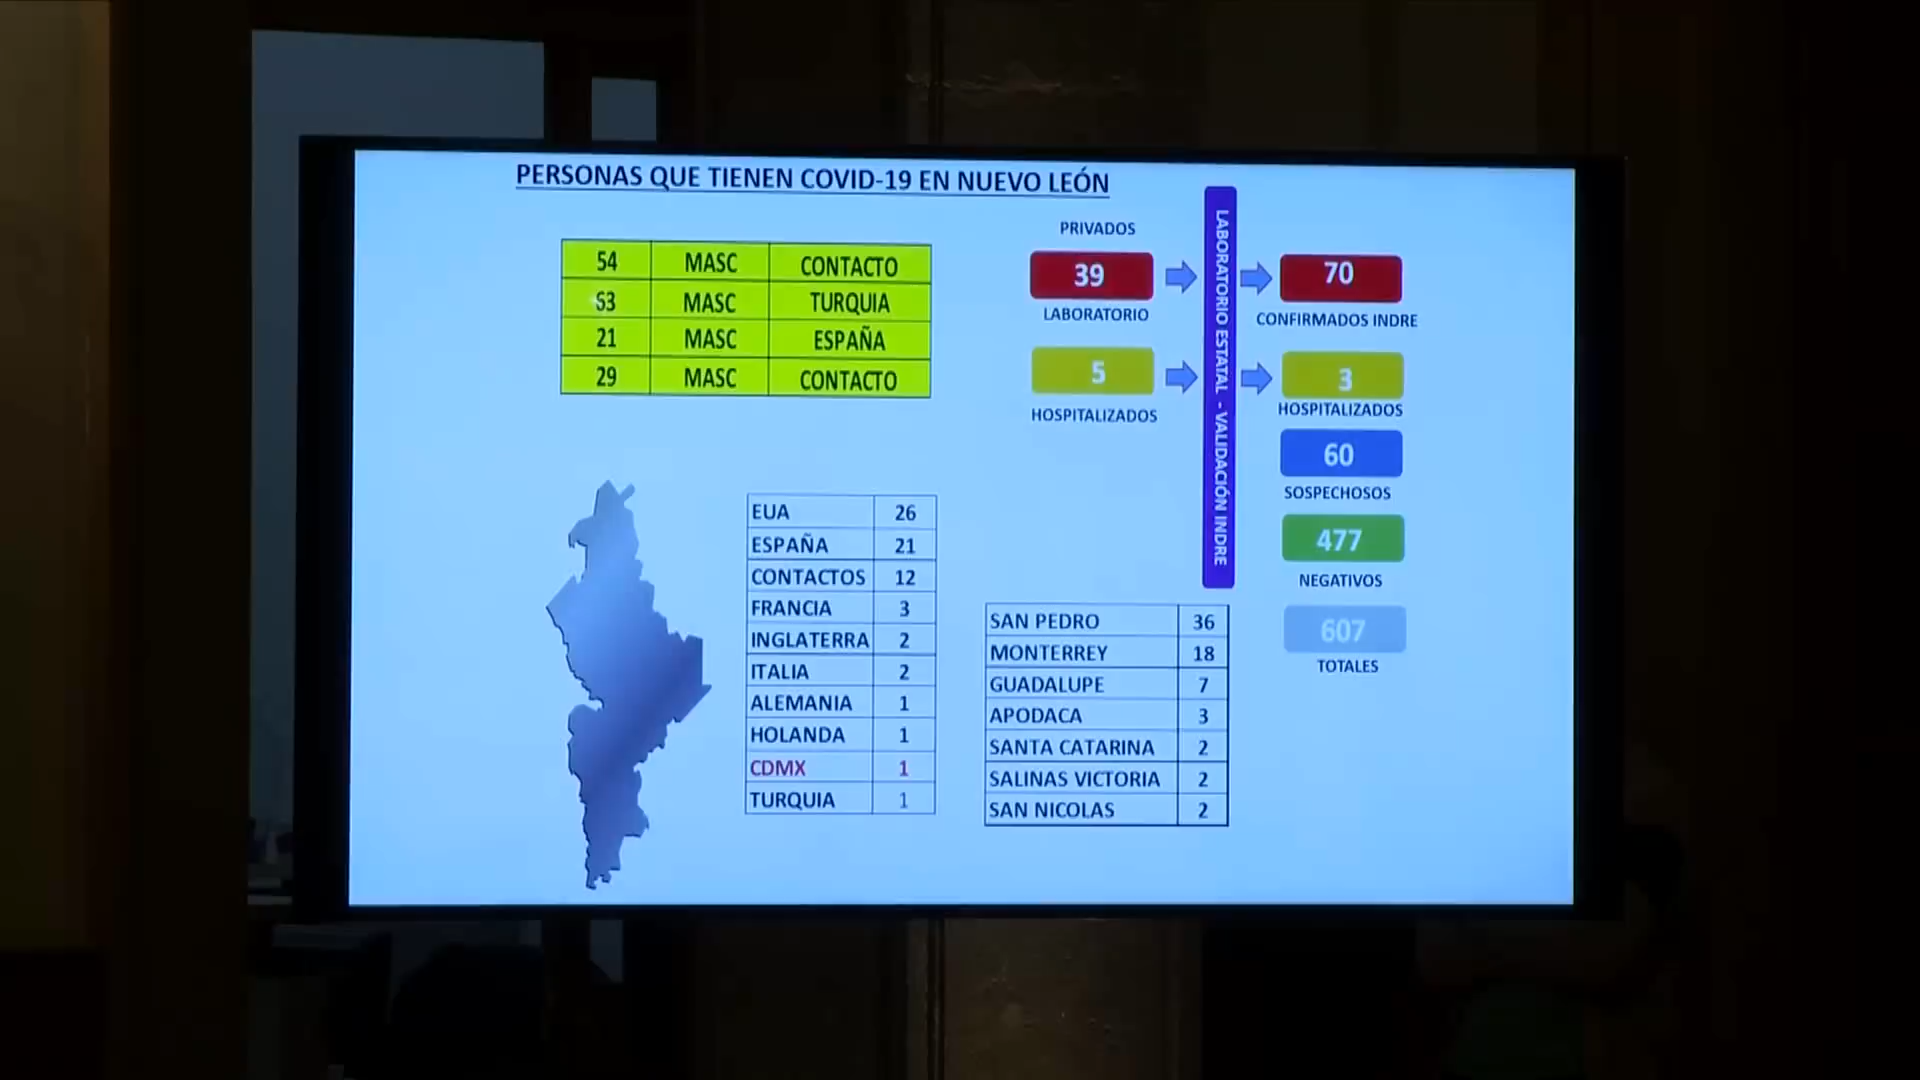 PERSONAS QUE TIENEN COVID-19 EN NUEVO LEÓN
54 MASC CONTACTO
53 MASC TURQUIA
21 MASC ESPAÑA
29 MASC CONTACTO
PRIVADOS
39
LABORATORIO
5
HOSPITALIZADOS
LABORATORIO ESTATAL - VALIDACIÓN INDRE
70
CONFIRMADOS INDRE
3
HOSPITALIZADOS
60
SOSPECHOSOS
477
NEGATIVOS
607
TOTALES
EUA 26
ESPAÑA 21
CONTACTOS 12
FRANCIA 3
INGLATERRA 2
ITALIA 2
ALEMANIA 1
HOLANDA 1
CDMX 1
TURQUIA 1
SAN PEDRO 36
MONTERREY 18
GUADALUPE 7
APODACA 3
SANTA CATARINA 2
SALINAS VICTORIA 2
SAN NICOLAS 2